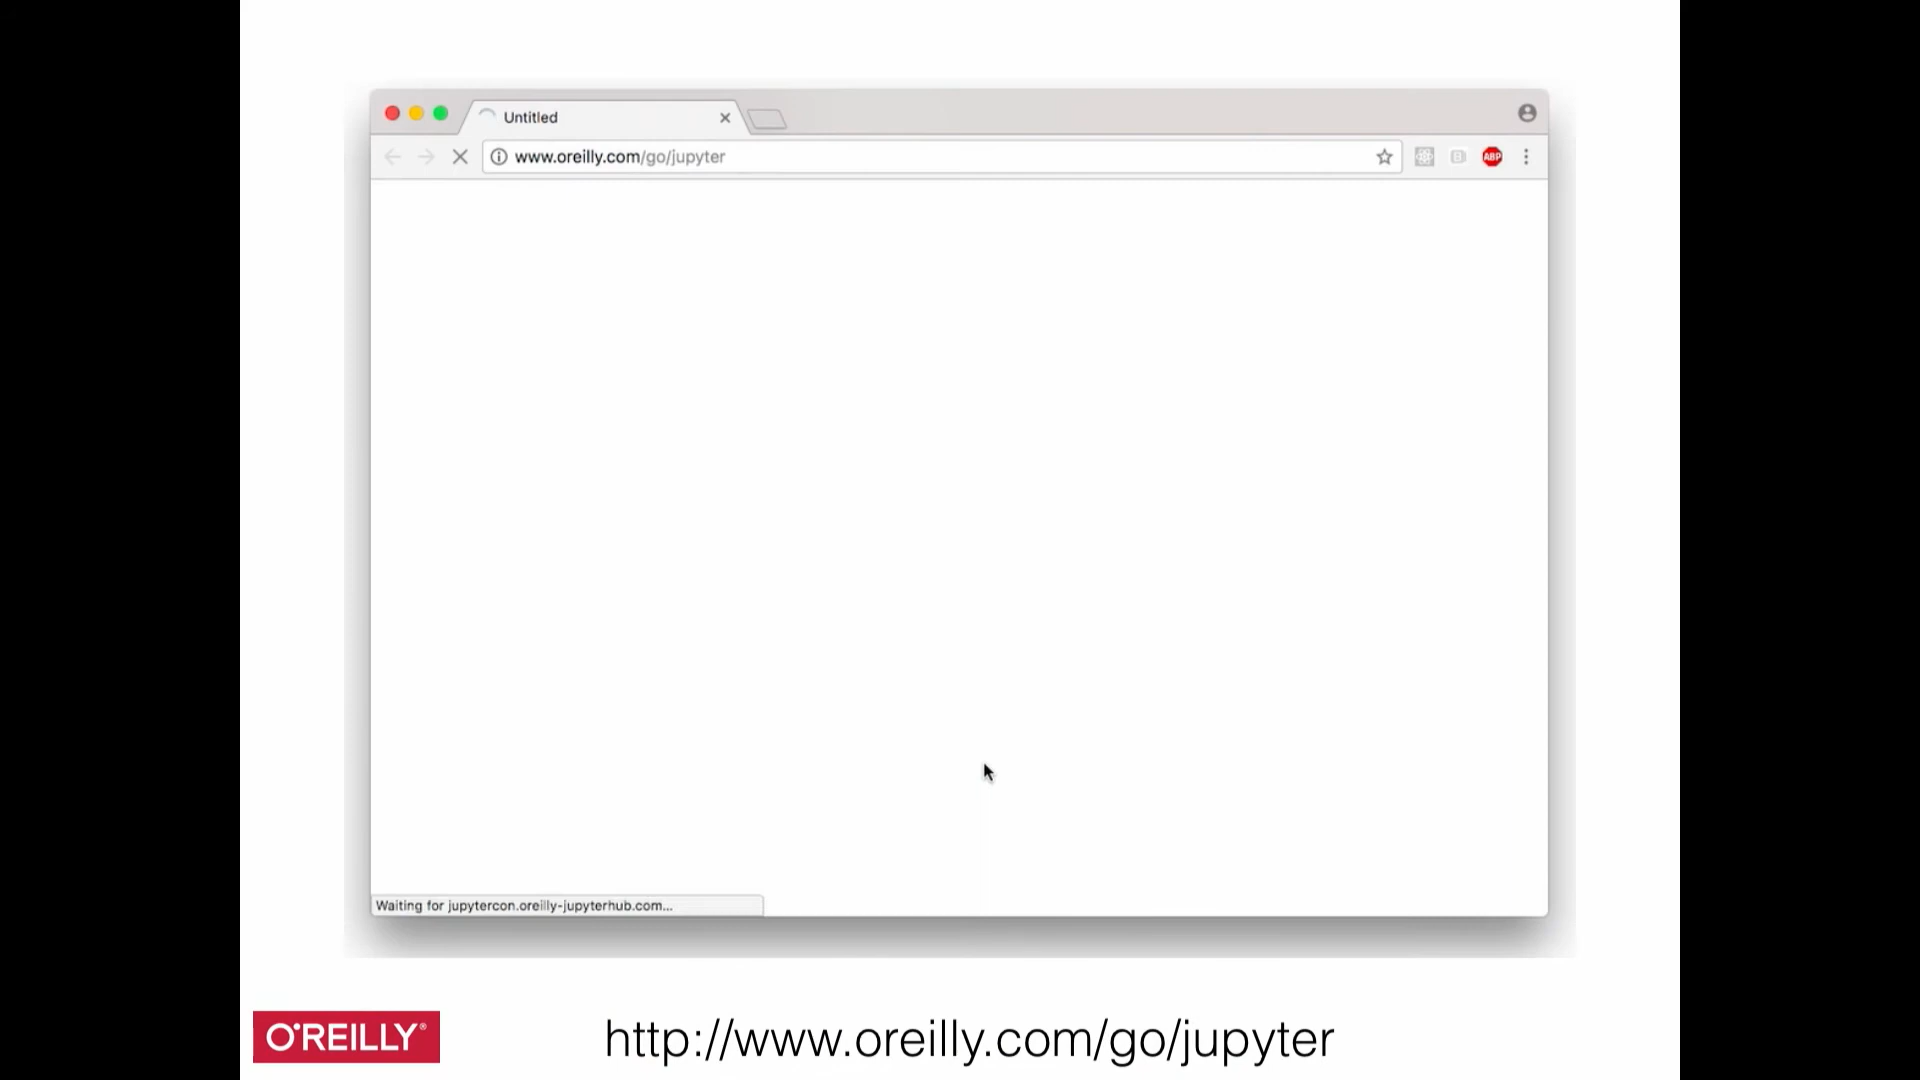 Untitled
www.oreilly.com/go/jupyter
ABP
Waiting for jupytercon.oreilly-jupyterhub.com...
O'REILLY®
http://www.oreilly.com/go/jupyter